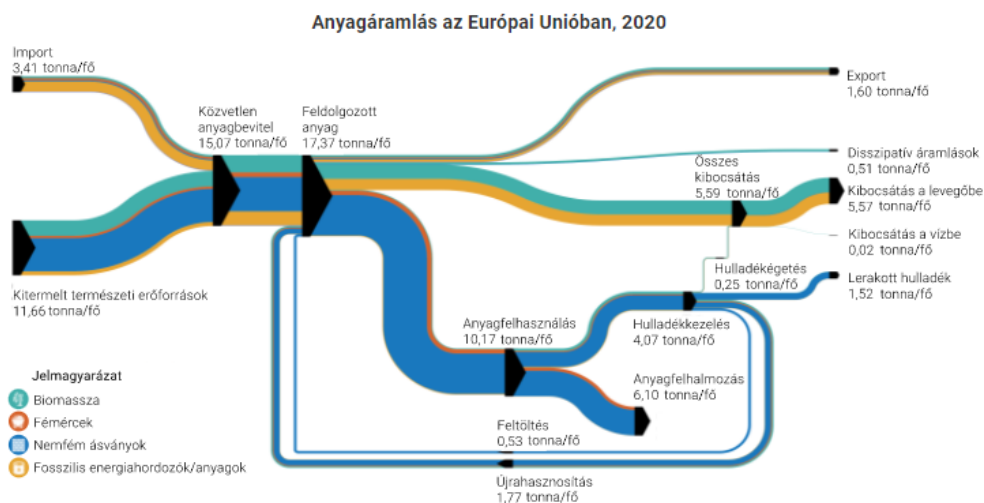 Anyagáramlás az Európai Unióban, 2020
Import
3,41 tonna/fő
Közvetlen
anyagbevitel
15,07 tonna/fő
Feldolgozott
anyag
17,37 tonna/fő
Export
1,60 tonna/fő
Összes
kibocsátás
5,59 tonna/fő
Disszipatív áramlások
0,51 tonna/fő
Kibocsátás a levegőbe
5,57 tonna/fő
Kibocsátás a vízbe
0,02 tonna/fő
Hulladékégetés
0,25 tonna/fő
Lerakott hulladék
1,52 tonna/fő
Kitermelt természeti erőforrások
11,66 tonna/fő
Anyagfelhasználás
10,17 tonna/fő
Hulladékkezelés
4,07 tonna/fő
Anyagfelhalmozás
6,10 tonna/fő
Jelmagyarázat
Biomassza
Fémércek
Nemfém ásványok
Fosszilis energiahordozók/anyagok
Feltöltés
0,53 tonna/fő
Újrahasznosítás
1,77 tonna/fő